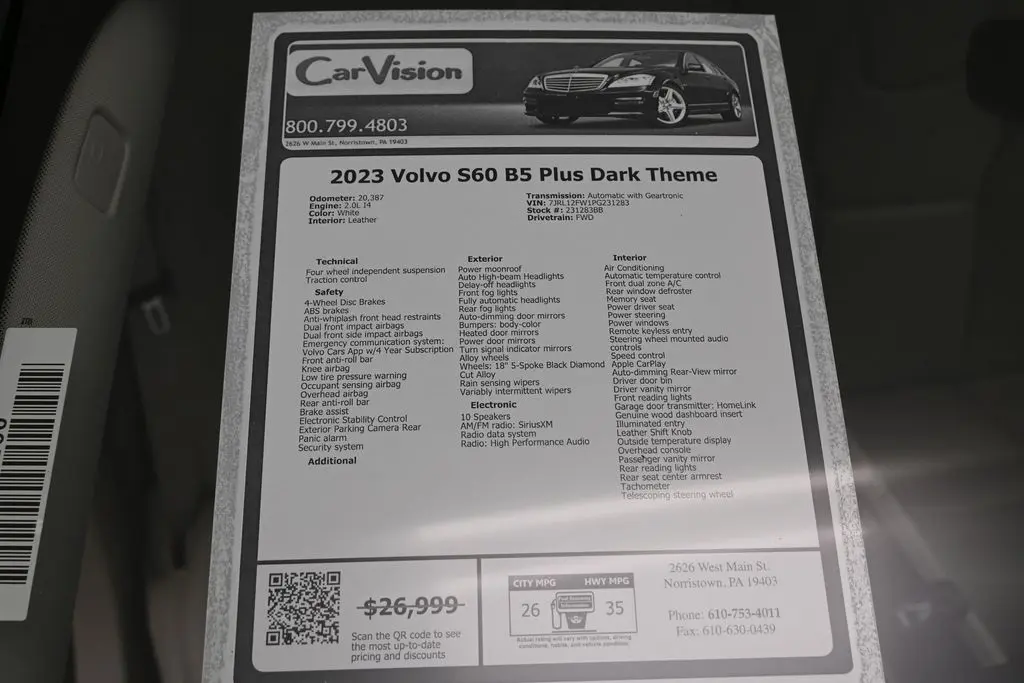 CarVision
800.799.4803
2626 W Main St, Norristown, PA 19403
2023 Volvo S60 B5 Plus Dark Theme
Odometer: 20,387
Engine: 2.0L I4
Color: White
Interior: Leather
Transmission: Automatic with Geartronic
VIN: 7JRL12FW1PG231283
Stock #: 231283BB
Drivetrain: FWD
Technical
Four wheel independent suspension
Traction control
Safety
4-Wheel Disc Brakes
ABS brakes
Anti-whiplash front head restraints
Dual front impact airbags
Dual front side impact airbags
Emergency communication system:
Volvo Cars App w/4 Year Subscription
Front anti-roll bar
Knee airbag
Low tire pressure warning
Occupant sensing airbag
Overhead airbag
Rear anti-roll bar
Brake assist
Electronic Stability Control
Exterior Parking Camera Rear
Panic alarm
Security system
Additional
Exterior
Power moonroof
Auto High-beam Headlights
Delay-off headlights
Front fog lights
Fully automatic headlights
Rear fog lights
Auto-dimming door mirrors
Bumpers: body-color
Heated door mirrors
Power door mirrors
Turn signal indicator mirrors
Alloy wheels
Wheels: 18" 5-Spoke Black Diamond
Cut Alloy
Rain sensing wipers
Variably intermittent wipers
Electronic
10 Speakers
AM/FM radio: SiriusXM
Radio data system
Radio: High Performance Audio
Interior
Air Conditioning
Automatic temperature control
Front dual zone A/C
Rear window defroster
Memory seat
Power driver seat
Power steering
Power windows
Remote keyless entry
Steering wheel mounted audio
controls
Speed control
Apple CarPlay
Auto-dimming Rear-View mirror
Driver door bin
Driver vanity mirror
Front reading lights
Garage door transmitter: HomeLink
Genuine wood dashboard insert
Illuminated entry
Leather Shift Knob
Outside temperature display
Overhead console
Passenger vanity mirror
Rear reading lights
Rear seat center armrest
Tachometer
Telescoping steering wheel
$26,999
Scan the QR code to see
the most up-to-date
pricing and discounts
CITY MPG
HWY MPG
26
35
Fuel Economy
Information
Actual rating will vary with options, driving
conditions, habits, and vehicle condition.
2626 West Main St.
Norristown, PA 19403
Phone: 610-753-4011
Fax: 610-630-0439